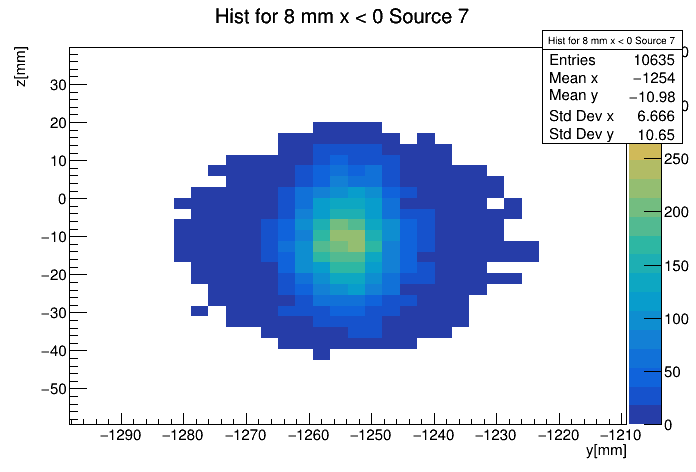 Hist for 8 mm x < 0 Source 7
z[mm]
Hist for 8 mm x < 0 Source 7
Entries 10635
Mean x −1254
Mean y −10.98
Std Dev x 6.666
Std Dev y 10.65
30
20
10
0
−10
−20
−30
−40
−50
250
200
150
100
50
0
−1290 −1280 −1270 −1260 −1250 −1240 −1230 −1220 −1210
y[mm]